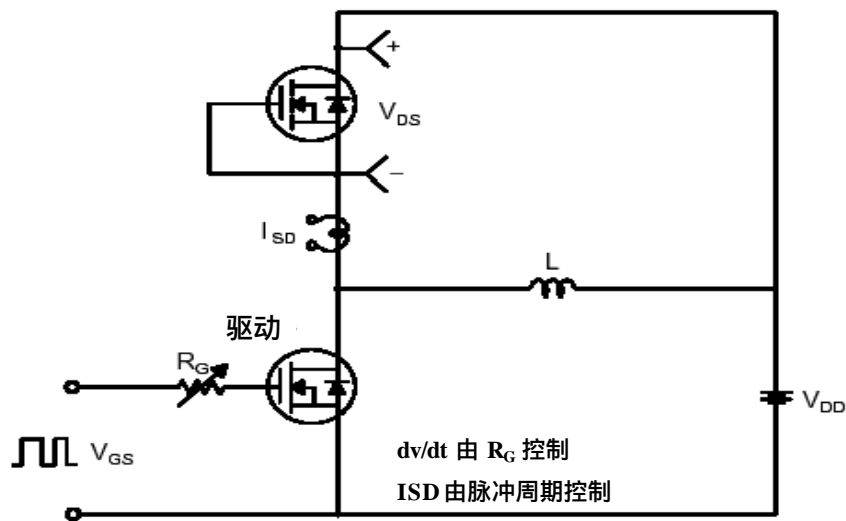 +
V_DS
−
I_SD
L
驱动
R_G
V_DD
V_GS
dv/dt 由 R_G 控制
ISD 由脉冲周期控制